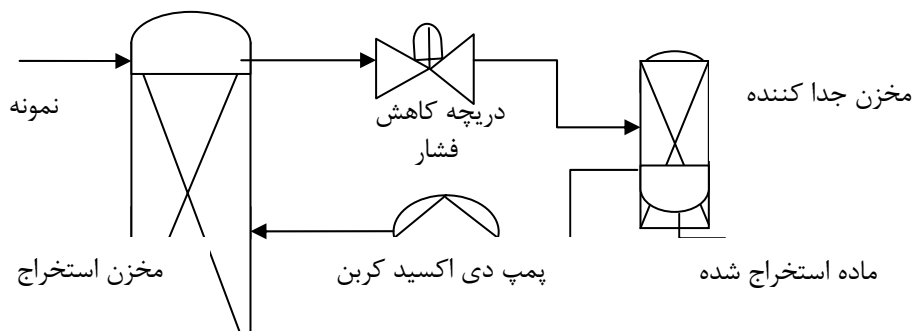 نمونه
دریچه کاهش
فشار
مخزن جدا کننده
مخزن استخراج
پمپ دی اکسید کربن
ماده استخراج شده